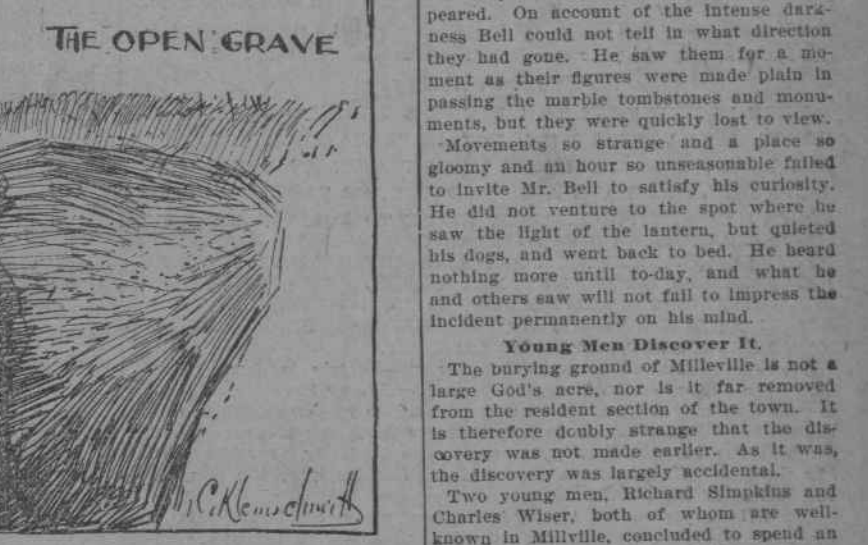 THE OPEN GRAVE
peared. On account of the intense dark-
ness Bell could not tell in what direction
they had gone. He saw them for a mo-
ment as their figures were made plain in
passing the marble tombstones and monu-
ments, but they were quickly lost to view.
Movements so strange and a place so
gloomy and an hour so unseasonable failed
to invite Mr. Bell to satisfy his curiosity.
He did not venture to the spot where he
saw the light of the lantern, but quieted
his dogs, and went back to bed. He heard
nothing more until to-day, and what he
and others saw will not fail to impress the
incident permanently on his mind.
Young Men Discover It.
The burying ground of Milleville is not a
large God's acre, nor is it far removed
from the resident section of the town. It
is therefore doubly strange that the dis-
covery was not made earlier. As it was,
the discovery was largely accidental.
Two young men, Richard Simpkins and
Charles Wiser, both of whom are well-
known in Millville, concluded to spend an